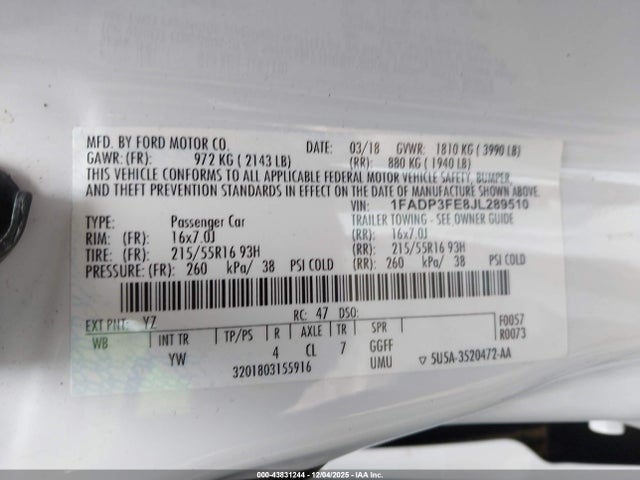 MFD. BY FORD MOTOR CO. DATE: 03/18 GVWR: 1810 KG ( 3990 LB)
GAWR: (FR): 972 KG ( 2143 LB) (RR): 880 KG ( 1940 LB)
THIS VEHICLE CONFORMS TO ALL APPLICABLE FEDERAL MOTOR VEHICLE SAFETY, BUMPER,
AND THEFT PREVENTION STANDARDS IN EFFECT ON THE DATE OF MANUFACTURE SHOWN ABOVE.
VIN: 1FADP3FE8JL289510
TYPE: Passenger Car TRAILER TOWING - SEE OWNERS GUIDE
RIM: (FR): 16x7.0J (RR): 16x7.0J
TIRE: (FR): 215/55R16 93H (RR): 215/55R16 93H
PRESSURE: (FR): 260 kPa/ 38 PSI COLD (RR): 260 kPa/ 38 PSI COLD
EXT PNT: YZ RC: 47 DSO: F0057
WB INT TR TP/PS R AXLE TR SPR R0073
YW 4 CL 7 GGFF
3201803155916 UMU ▽ 5U5A-3520472-AA
000-43831244 - 12/04/2025 - IAA Inc.